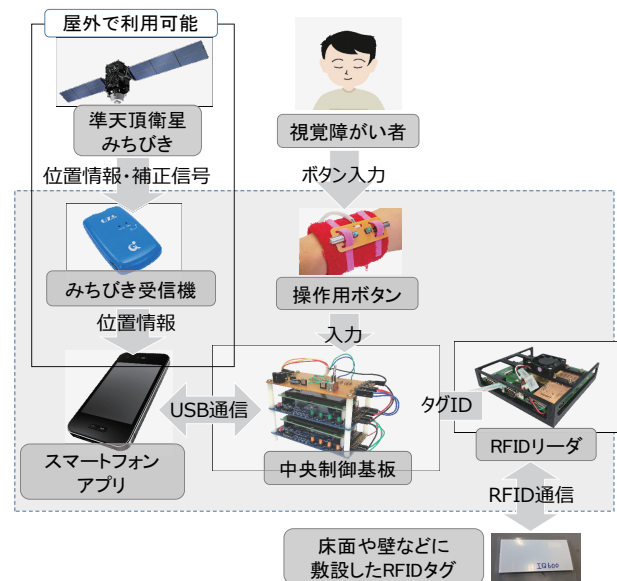 屋外で利用可能
準天頂衛星
みちびき
視覚障がい者
位置情報・補正信号
ボタン入力
みちびき受信機
操作用ボタン
位置情報
入力
USB通信
タグID
スマートフォン
アプリ
中央制御基板
RFIDリーダ
RFID通信
床面や壁などに
敷設したRFIDタグ
IQ600